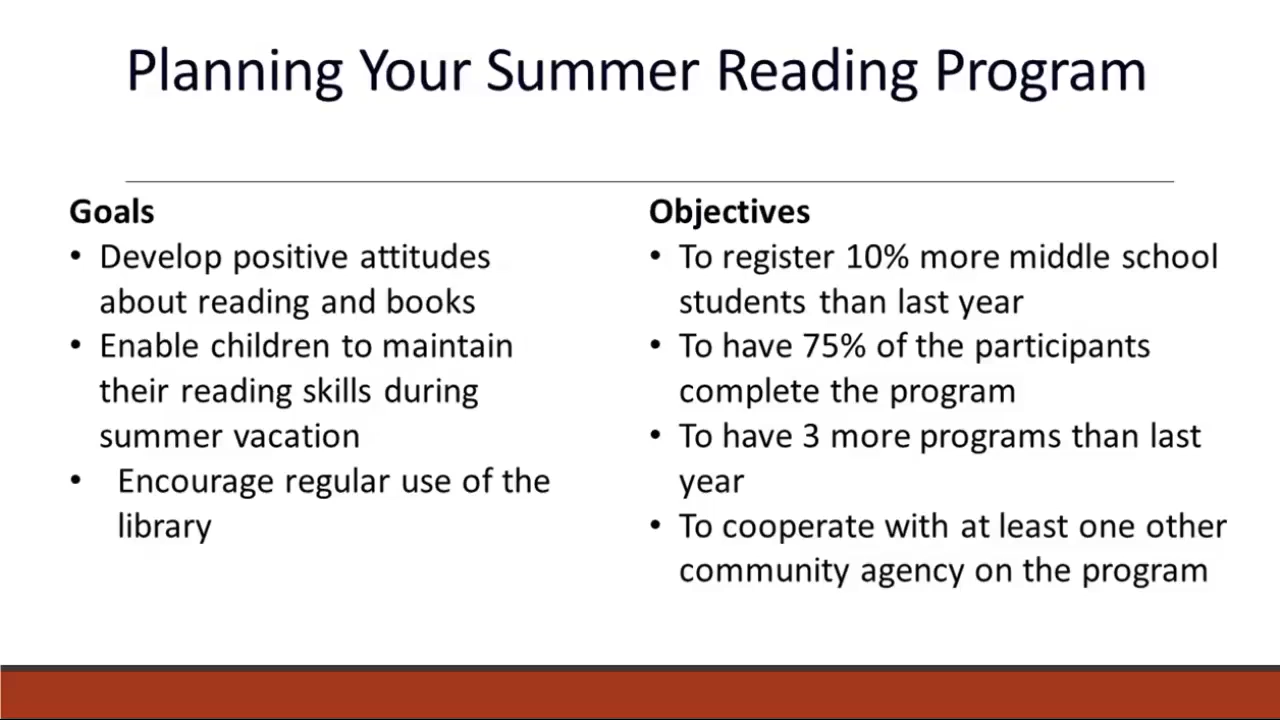 Planning Your Summer Reading Program
Goals
• Develop positive attitudes
about reading and books
• Enable children to maintain
their reading skills during
summer vacation
• Encourage regular use of the
library
Objectives
• To register 10% more middle school
students than last year
• To have 75% of the participants
complete the program
• To have 3 more programs than last
year
• To cooperate with at least one other
community agency on the program